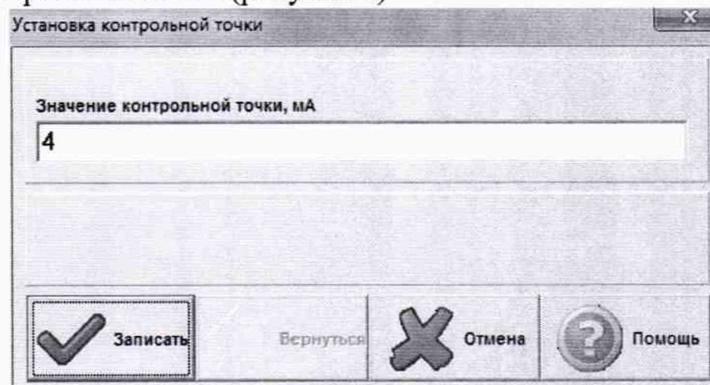 Установка контрольной точки
Значение контрольной точки, мА
4
Записать
Вернуться
Отмена
Помощь